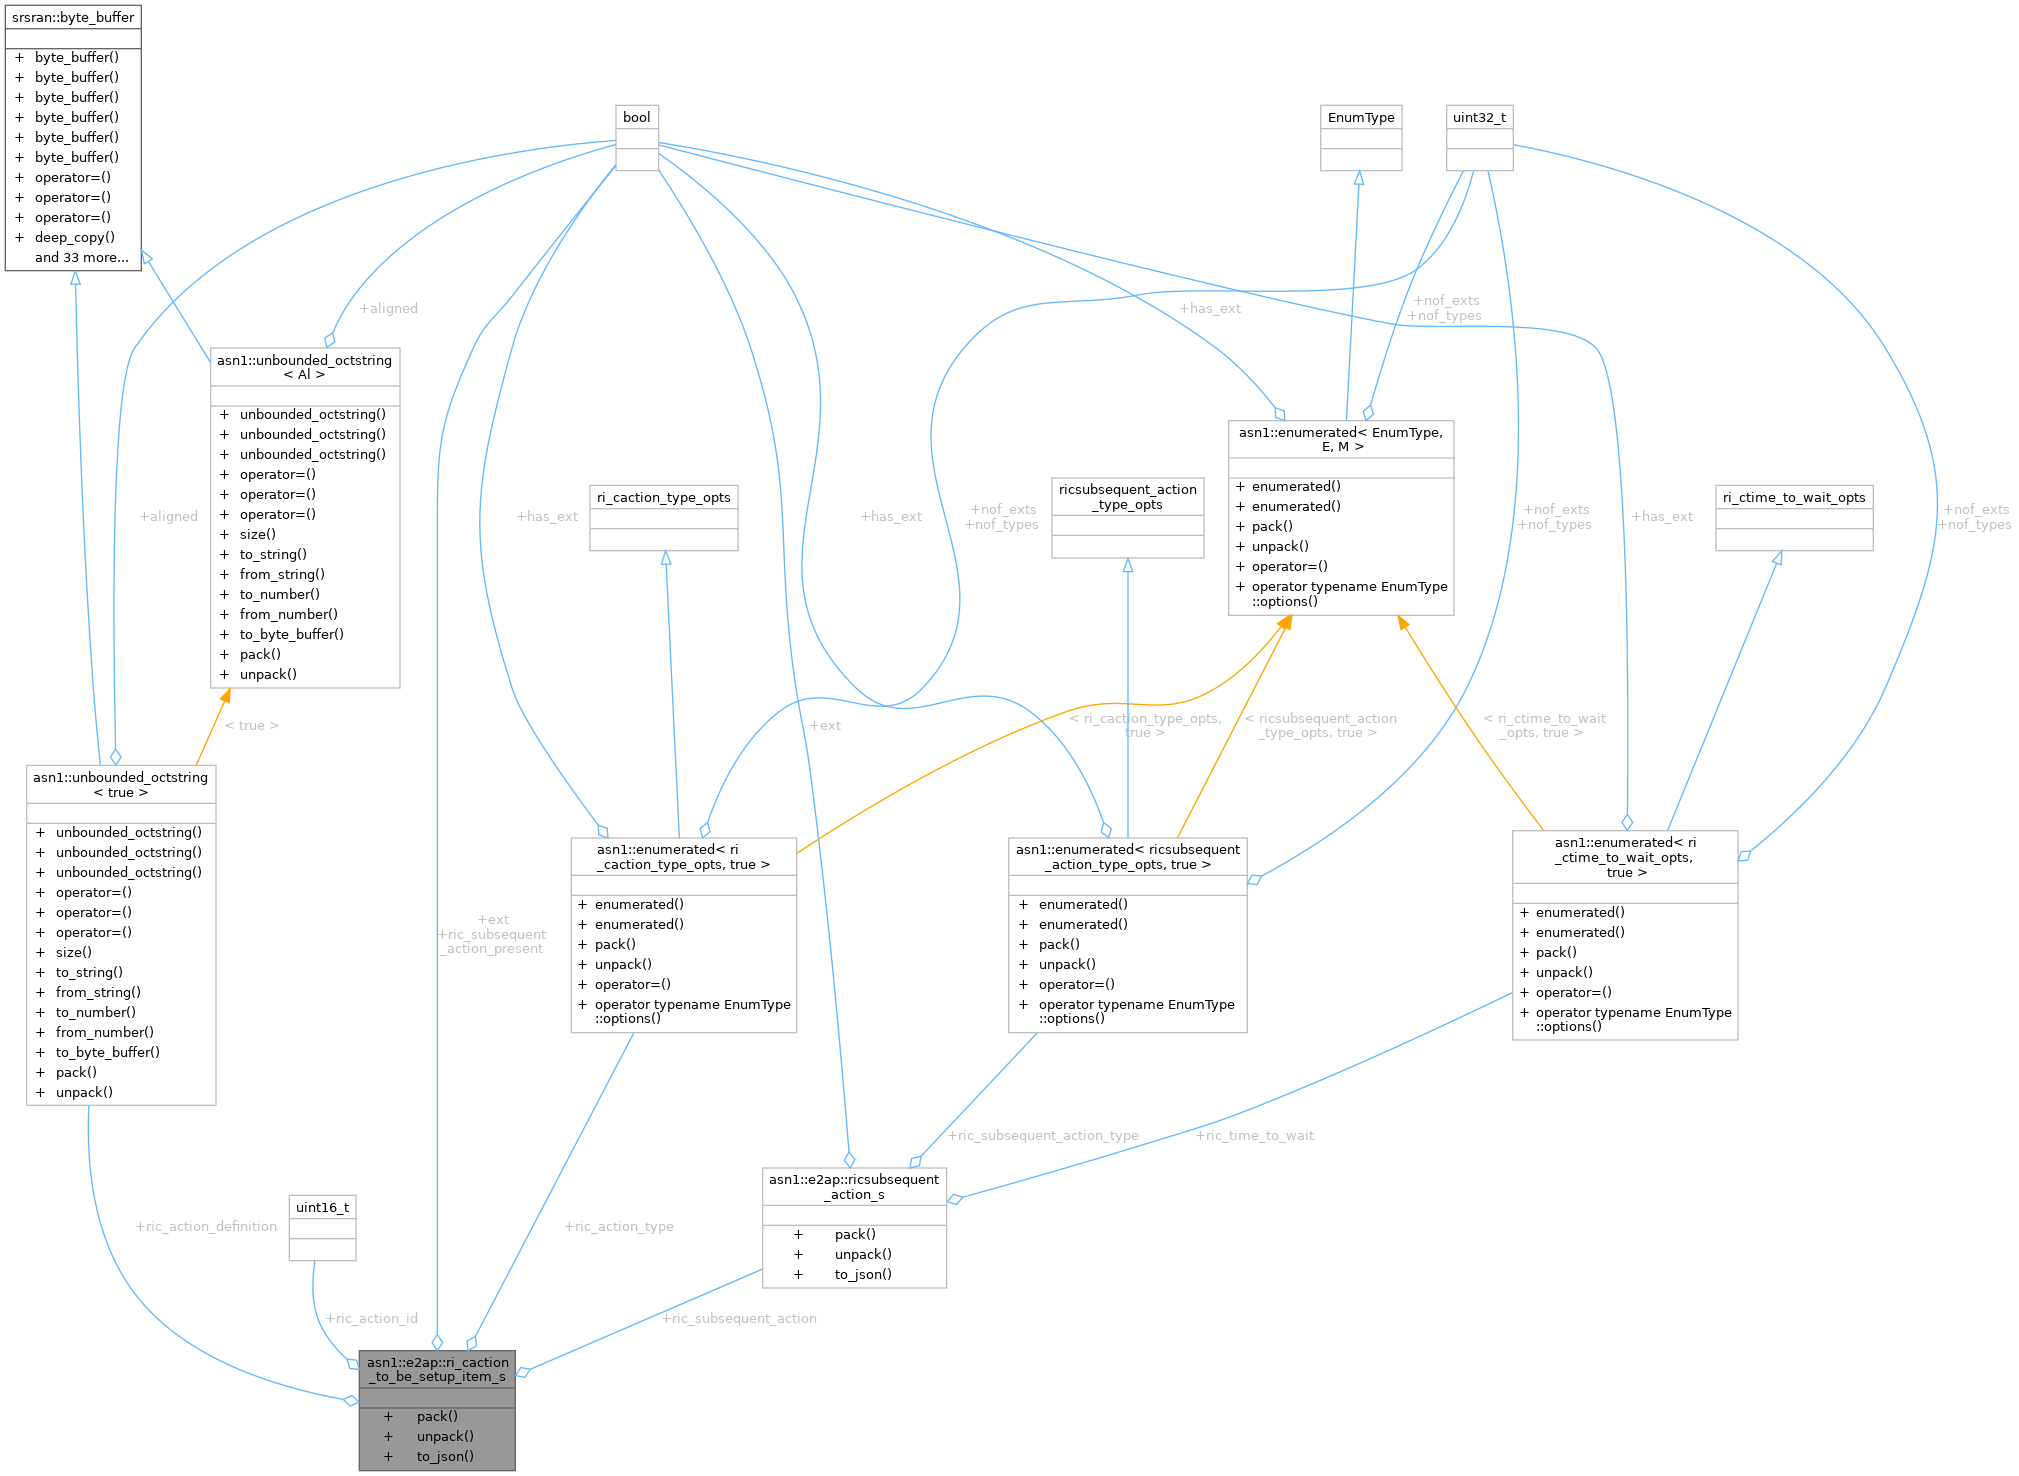 srsran::byte_buffer
+ byte_buffer()
+ byte_buffer()
+ byte_buffer()
+ byte_buffer()
+ byte_buffer()
+ byte_buffer()
+ operator=()
+ operator=()
+ operator=()
+ deep_copy()
and 33 more...
bool
EnumType
uint32_t
+aligned
+has_ext
+nof_exts
+nof_types
asn1::unbounded_octstring
< Al >
+ unbounded_octstring()
+ unbounded_octstring()
+ unbounded_octstring()
+ operator=()
+ operator=()
+ operator=()
+ size()
+ to_string()
+ from_string()
+ to_number()
+ from_number()
+ to_byte_buffer()
+ pack()
+ unpack()
asn1::enumerated< EnumType,
E, M >
+ enumerated()
+ enumerated()
+ pack()
+ unpack()
+ operator=()
+ operator typename EnumType
::options()
+aligned
+has_ext
ri_caction_type_opts
+has_ext
+nof_exts
+nof_types
ricsubsequent_action
_type_opts
+nof_exts
+nof_types
+has_ext
ri_ctime_to_wait_opts
+nof_exts
+nof_types
< true >
+ext
< ri_caction_type_opts,
true >
< ricsubsequent_action
_type_opts, true >
< ri_ctime_to_wait
_opts, true >
asn1::unbounded_octstring
< true >
+ unbounded_octstring()
+ unbounded_octstring()
+ unbounded_octstring()
+ operator=()
+ operator=()
+ operator=()
+ size()
+ to_string()
+ from_string()
+ to_number()
+ from_number()
+ to_byte_buffer()
+ pack()
+ unpack()
+ext
+ric_subsequent
_action_present
asn1::enumerated< ri
_caction_type_opts, true >
+ enumerated()
+ enumerated()
+ pack()
+ unpack()
+ operator=()
+ operator typename EnumType
::options()
asn1::enumerated< ricsubsequent
_action_type_opts, true >
+ enumerated()
+ enumerated()
+ pack()
+ unpack()
+ operator=()
+ operator typename EnumType
::options()
asn1::enumerated< ri
_ctime_to_wait_opts,
true >
+ enumerated()
+ enumerated()
+ pack()
+ unpack()
+ operator=()
+ operator typename EnumType
::options()
+ric_subsequent_action_type
+ric_time_to_wait
+ric_action_definition
uint16_t
+ric_action_type
asn1::e2ap::ricsubsequent
_action_s
+ pack()
+ unpack()
+ to_json()
+ric_action_id
+ric_subsequent_action
asn1::e2ap::ri_caction
_to_be_setup_item_s
+ pack()
+ unpack()
+ to_json()